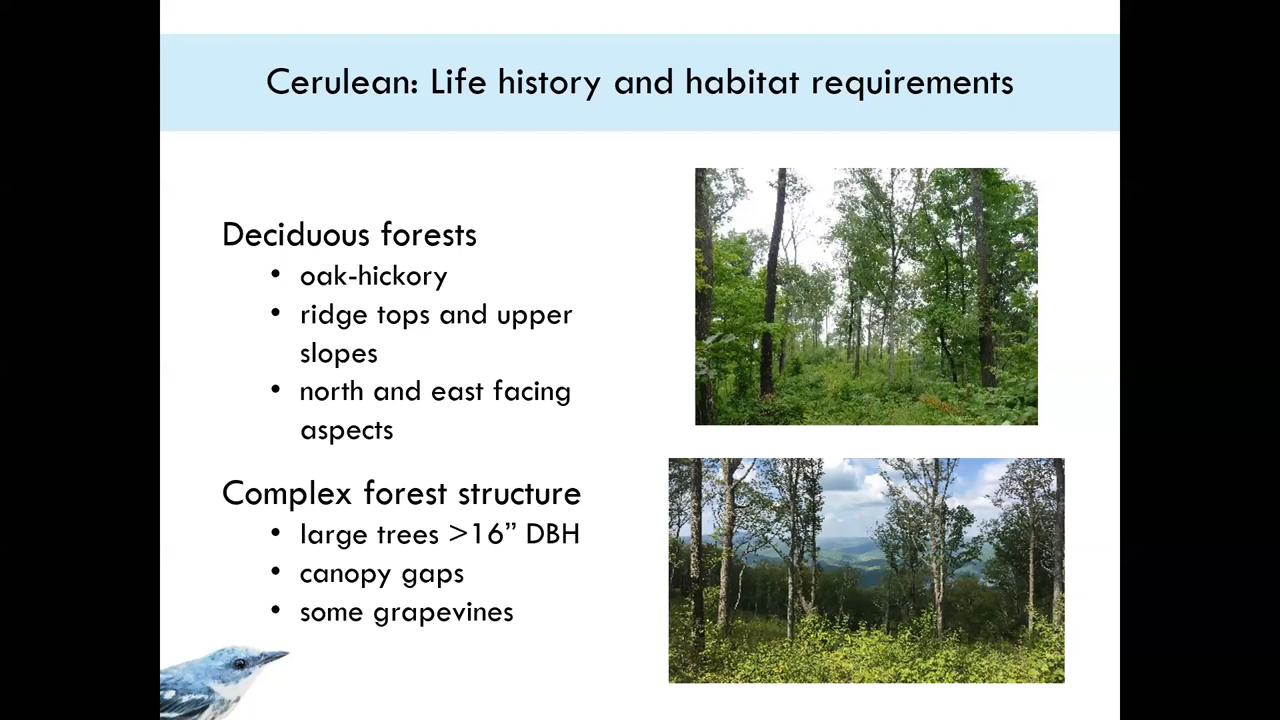 Cerulean: Life history and habitat requirements
Deciduous forests
• oak-hickory
• ridge tops and upper
slopes
• north and east facing
aspects
Complex forest structure
• large trees >16” DBH
• canopy gaps
• some grapevines